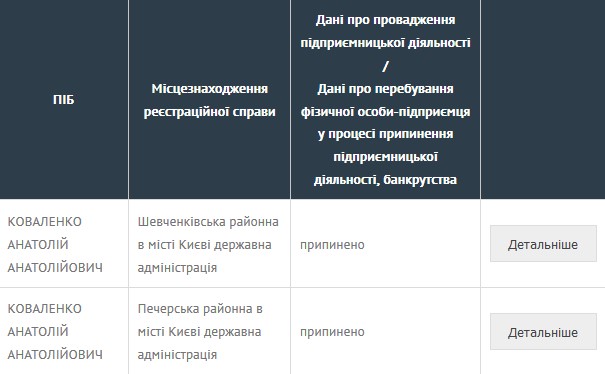 ПІБ
Місцезнаходження
реєстраційної справи
Дані про провадження
підприємницької діяльності
/
Дані про перебування
фізичної особи-підприємця
у процесі припинення
підприємницької
діяльності, банкрутства
КОВАЛЕНКО
АНАТОЛІЙ
АНАТОЛІЙОВИЧ
Шевченківська районна
в місті Києві державна
адміністрація
припинено
Детальніше
КОВАЛЕНКО
АНАТОЛІЙ
АНАТОЛІЙОВИЧ
Печерська районна в
місті Києві державна
адміністрація
припинено
Детальніше